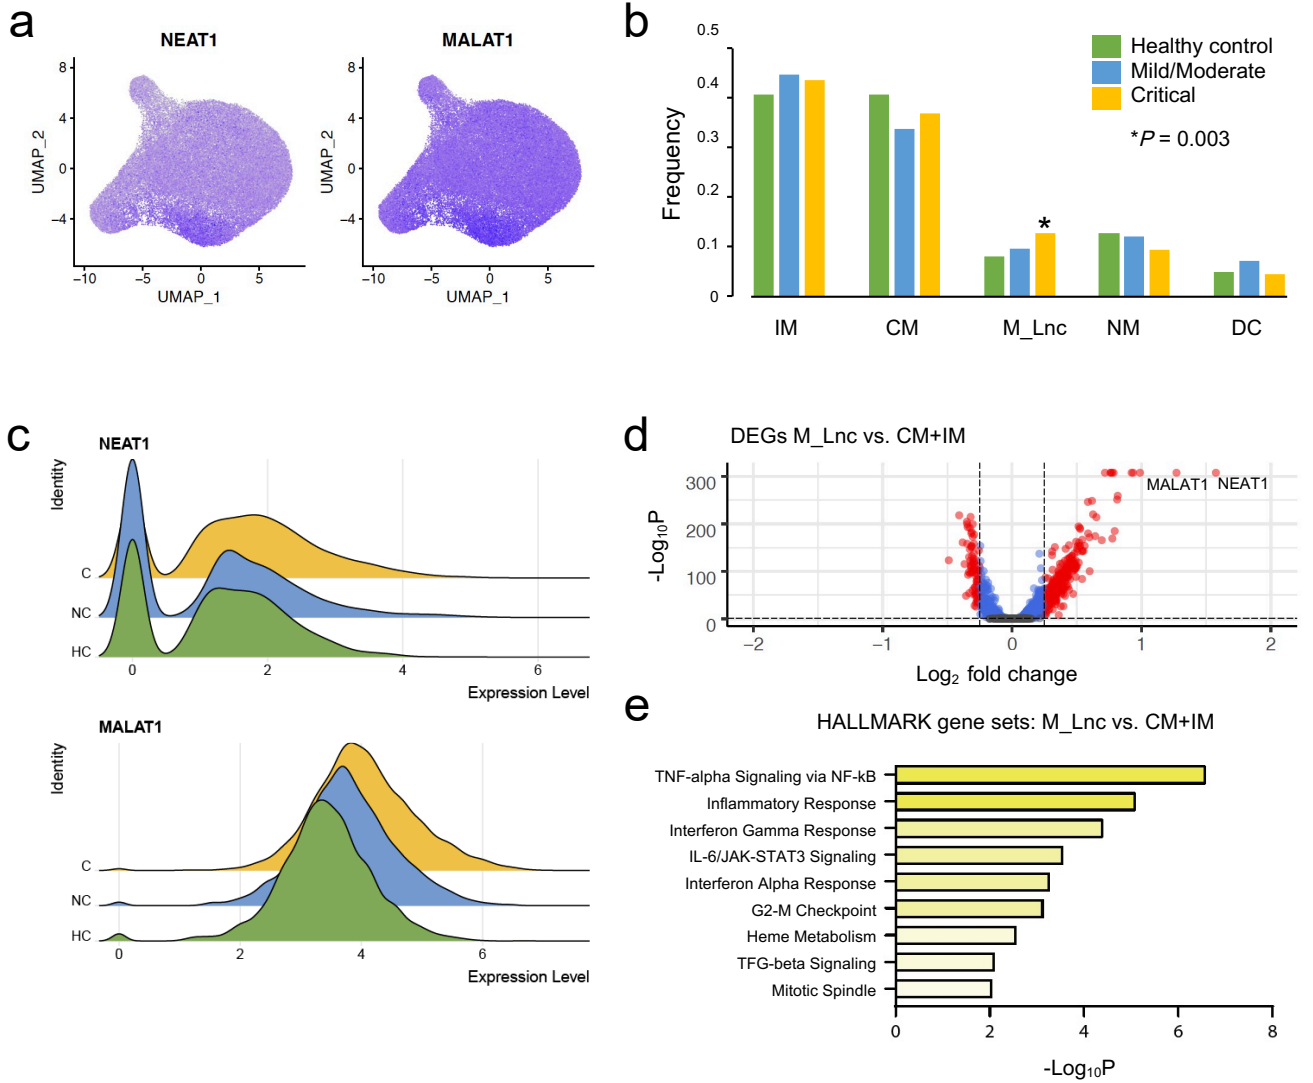 a
NEAT1
MALAT1
UMAP_2
8
4
0
−4
−10
−5
0
5
UMAP_1
UMAP_2
8
4
0
−4
−10
−5
0
5
UMAP_1
b
Frequency
0.5
0.4
0.3
0.2
0.1
0
Healthy control
Mild/Moderate
Critical
*P = 0.003
*
IM
CM
M_Lnc
NM
DC
c
NEAT1
Identity
C
NC
HC
0
2
4
6
Expression Level
MALAT1
Identity
C
NC
HC
0
2
4
6
Expression Level
d
DEGs M_Lnc vs. CM+IM
-Log10P
300
200
100
0
MALAT1
NEAT1
−2
−1
0
1
2
Log2 fold change
e
HALLMARK gene sets: M_Lnc vs. CM+IM
TNF-alpha Signaling via NF-kB
Inflammatory Response
Interferon Gamma Response
IL-6/JAK-STAT3 Signaling
Interferon Alpha Response
G2-M Checkpoint
Heme Metabolism
TFG-beta Signaling
Mitotic Spindle
0
2
4
6
8
-Log10P